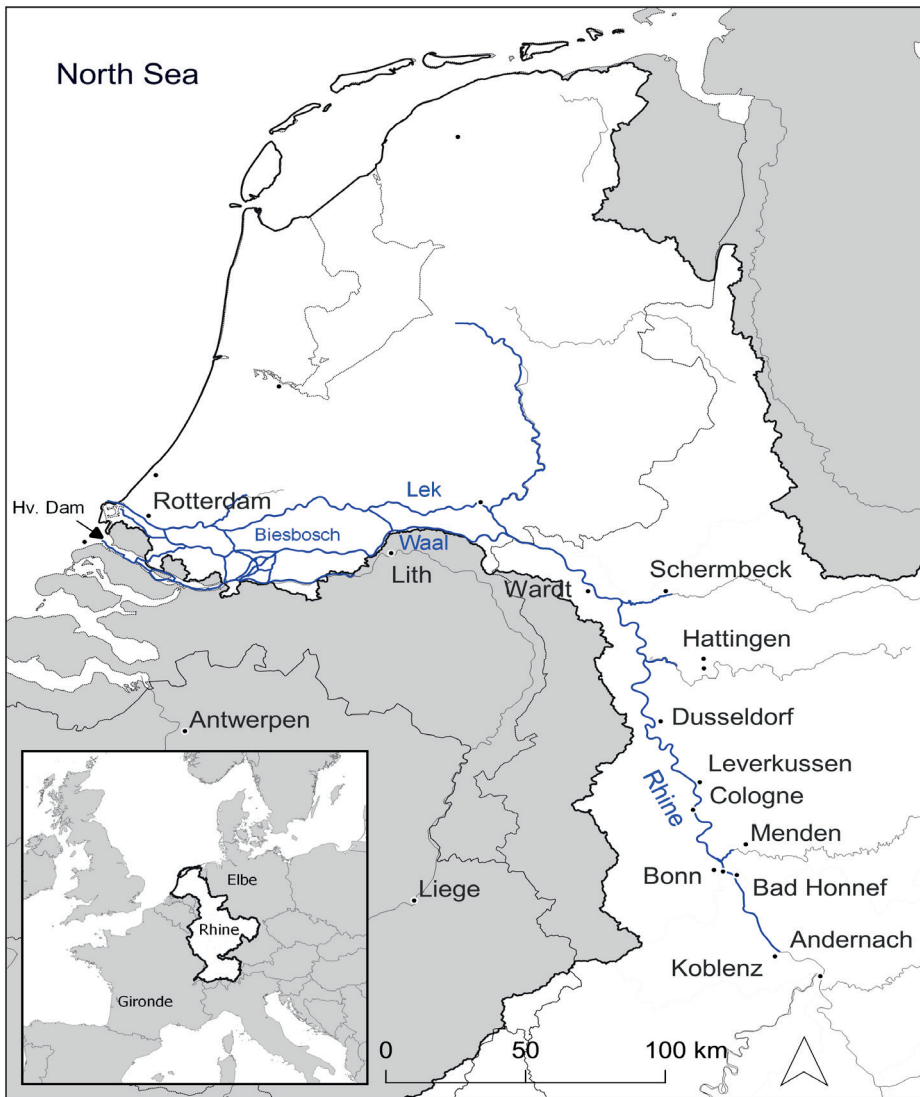 North Sea
Lek
Rotterdam
Hv. Dam
Biesbosch
Waal
Lith
Wardt
Schermbeck
Hattingen
Antwerpen
Dusseldorf
Leverkussen
Rhine
Cologne
Menden
Bonn
Bad Honnef
Liege
Andernach
Koblenz
Elbe
Rhine
Gironde
0 50 100 km